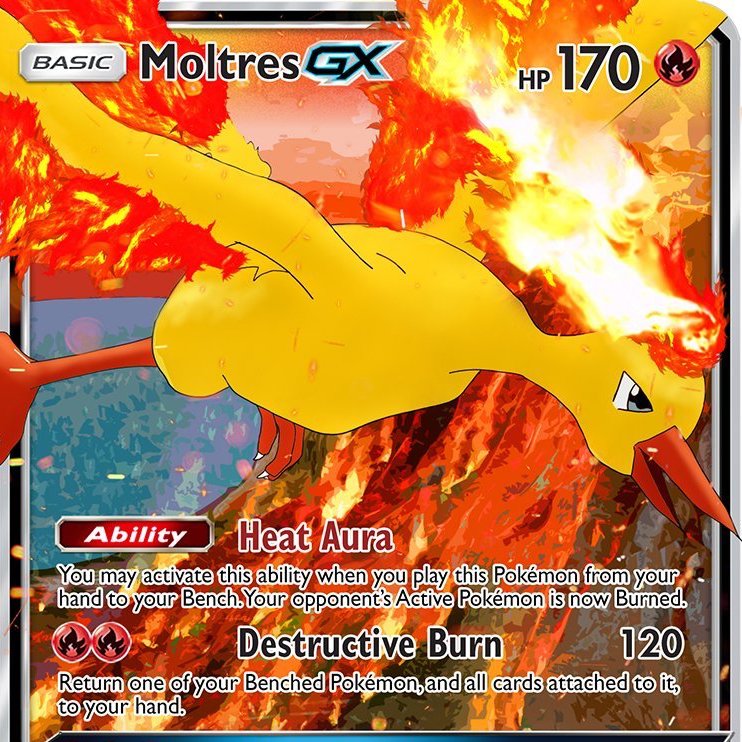 BASIC Moltres GX HP 170
Ability Heat Aura
You may activate this ability when you play this Pokémon from your
hand to your Bench. Your opponent's Active Pokémon is now Burned.
Destructive Burn 120
Return one of your Benched Pokémon, and all cards attached to it,
to your hand.